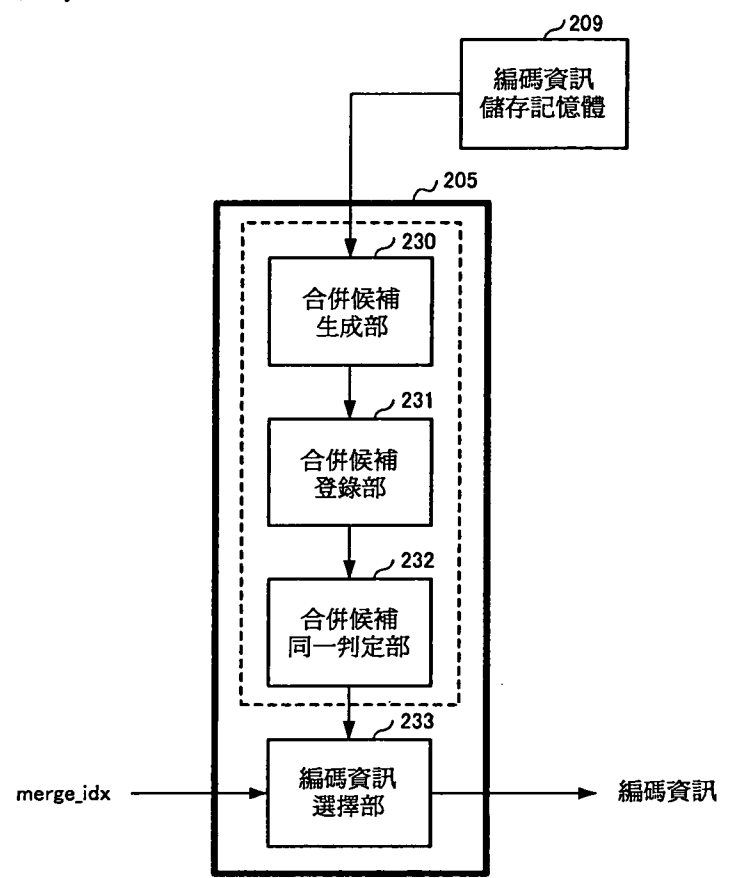 209
編碼資訊
儲存記憶體
205
230
合併候補
生成部
231
合併候補
登錄部
232
合併候補
同一判定部
233
編碼資訊
選擇部
merge_idx
編碼資訊